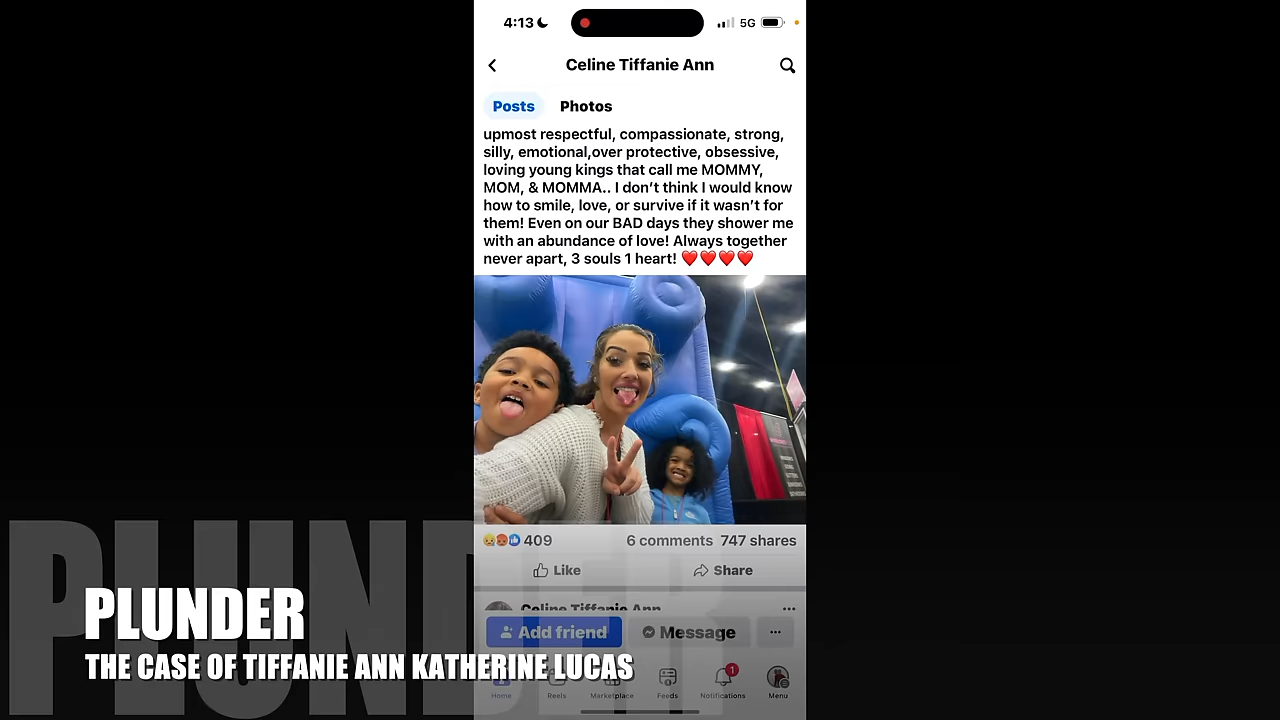 4:13
5G
Celine Tiffanie Ann
Posts Photos
upmost respectful, compassionate, strong,
silly, emotional,over protective, obsessive,
loving young kings that call me MOMMY,
MOM, & MOMMA.. I don't think I would know
how to smile, love, or survive if it wasn't for
them! Even on our BAD days they shower me
with an abundance of love! Always together
never apart, 3 souls 1 heart! ❤️❤️❤️❤️
409 6 comments 747 shares
Like Share
Celine Tiffanie Ann
Add friend Message
PLUNDER
PLUNDER
THE CASE OF TIFFANIE ANN KATHERINE LUCAS
1
Home Reels Marketplace Feeds Notifications Menu